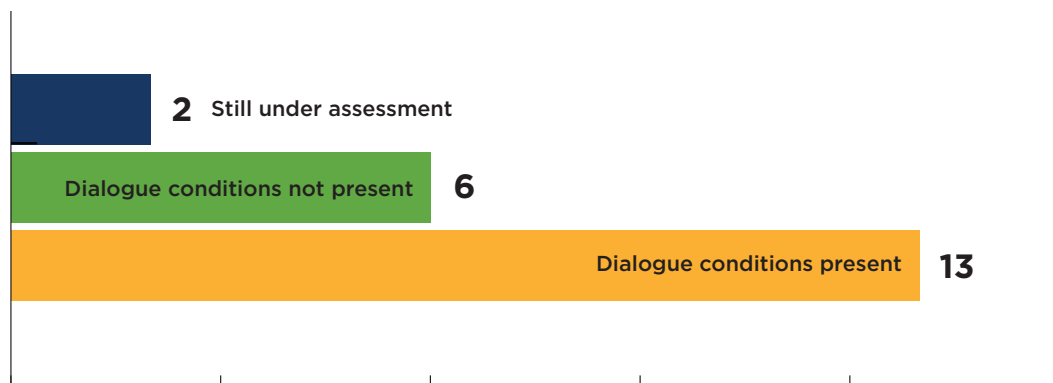 2 Still under assessment
Dialogue conditions not present 6
Dialogue conditions present 13